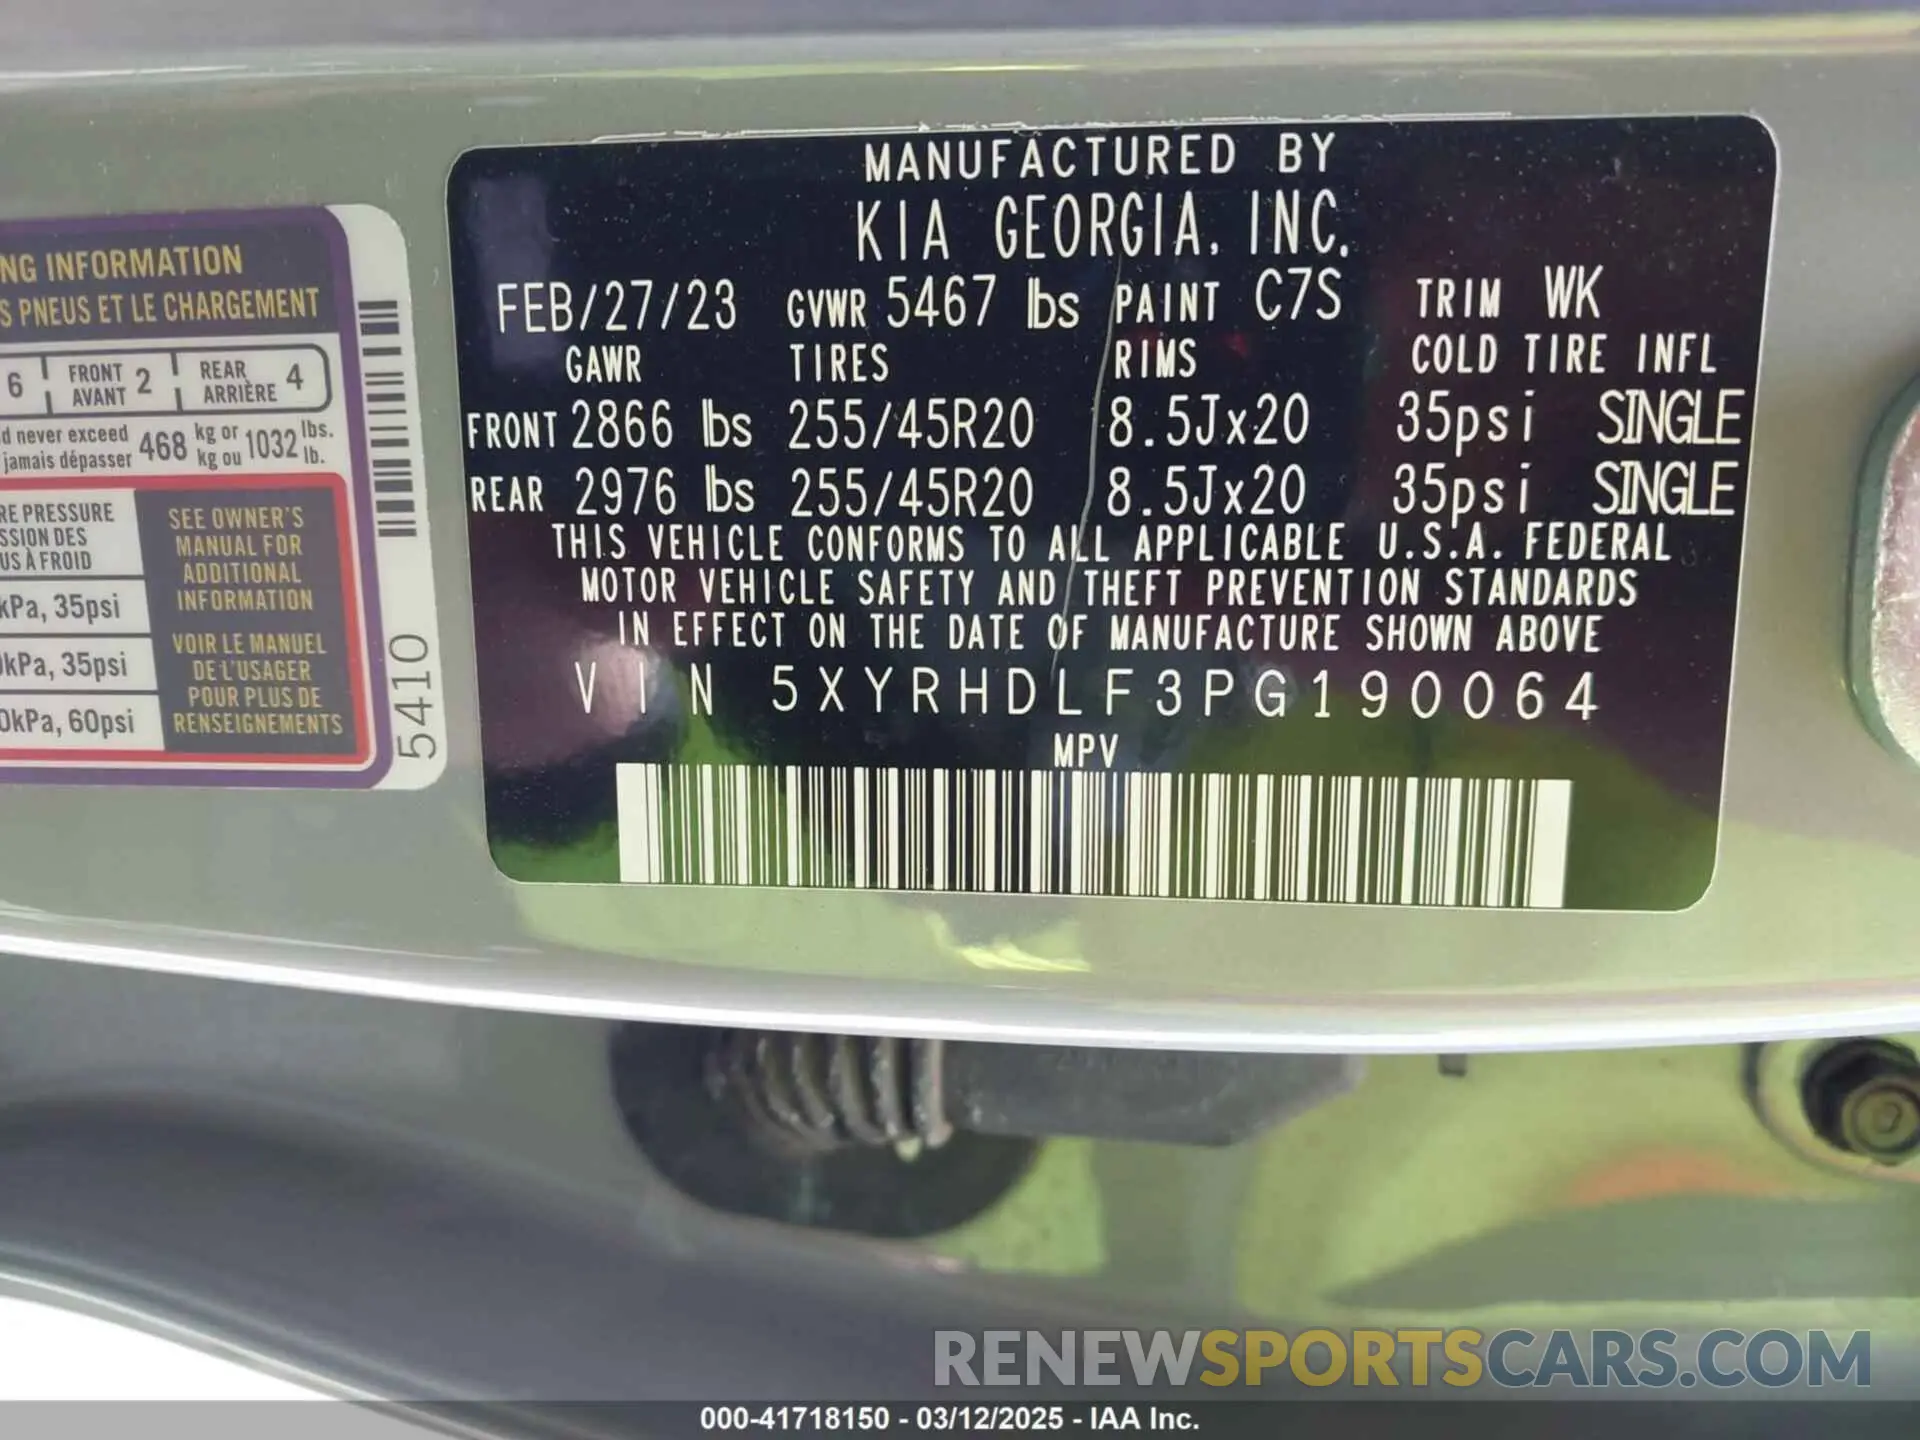 NG INFORMATION
S PNEUS ET LE CHARGEMENT
6 FRONT AVANT 2 REAR ARRIÈRE 4
d never exceed 468 kg or 1032 lbs.
jamais dépasser kg ou lb.
RE PRESSURE
SSION DES
US À FROID
kPa, 35psi
0kPa, 35psi
0kPa, 60psi
SEE OWNER'S
MANUAL FOR
ADDITIONAL
INFORMATION
VOIR LE MANUEL
DE L'USAGER
POUR PLUS DE
RENSEIGNEMENTS
5410
MANUFACTURED BY
KIA GEORGIA, INC.
FEB/27/23 GVWR 5467 lbs PAINT C7S TRIM WK
GAWR TIRES RIMS COLD TIRE INFL
FRONT 2866 lbs 255/45R20 8.5Jx20 35psi SINGLE
REAR 2976 lbs 255/45R20 8.5Jx20 35psi SINGLE
THIS VEHICLE CONFORMS TO ALL APPLICABLE U.S.A. FEDERAL
MOTOR VEHICLE SAFETY AND THEFT PREVENTION STANDARDS
IN EFFECT ON THE DATE OF MANUFACTURE SHOWN ABOVE
VIN 5XYRHDLF3PG190064
MPV
RENEWSPORTSCARS.COM
000-41718150 - 03/12/2025 - IAA Inc.